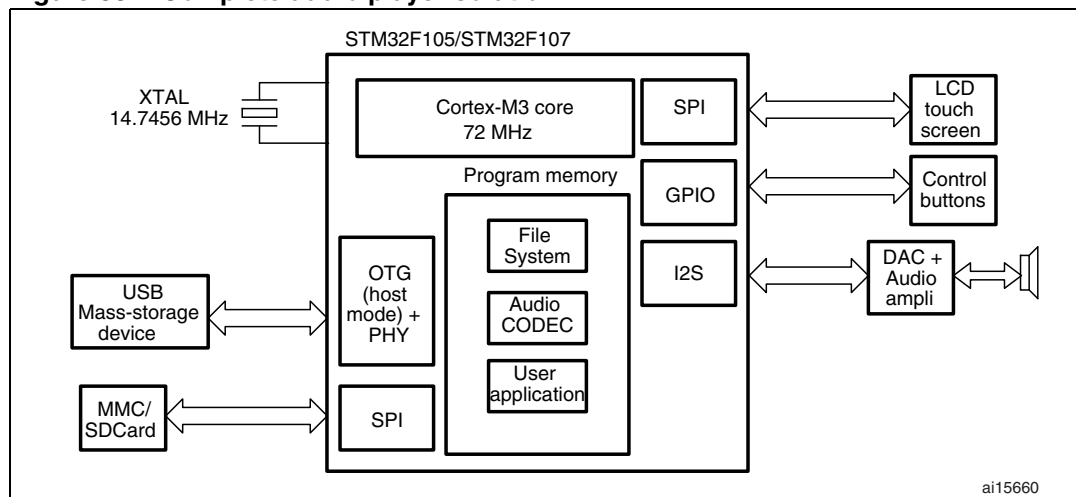 STM32F105/STM32F107
XTAL
14.7456 MHz
Cortex-M3 core
72 MHz
SPI
LCD
touch
screen
Program memory
GPIO
Control
buttons
File
System
OTG
(host
mode) +
PHY
I2S
DAC +
Audio
ampli
USB
Mass-storage
device
Audio
CODEC
User
application
MMC/
SDCard
SPI
ai15660